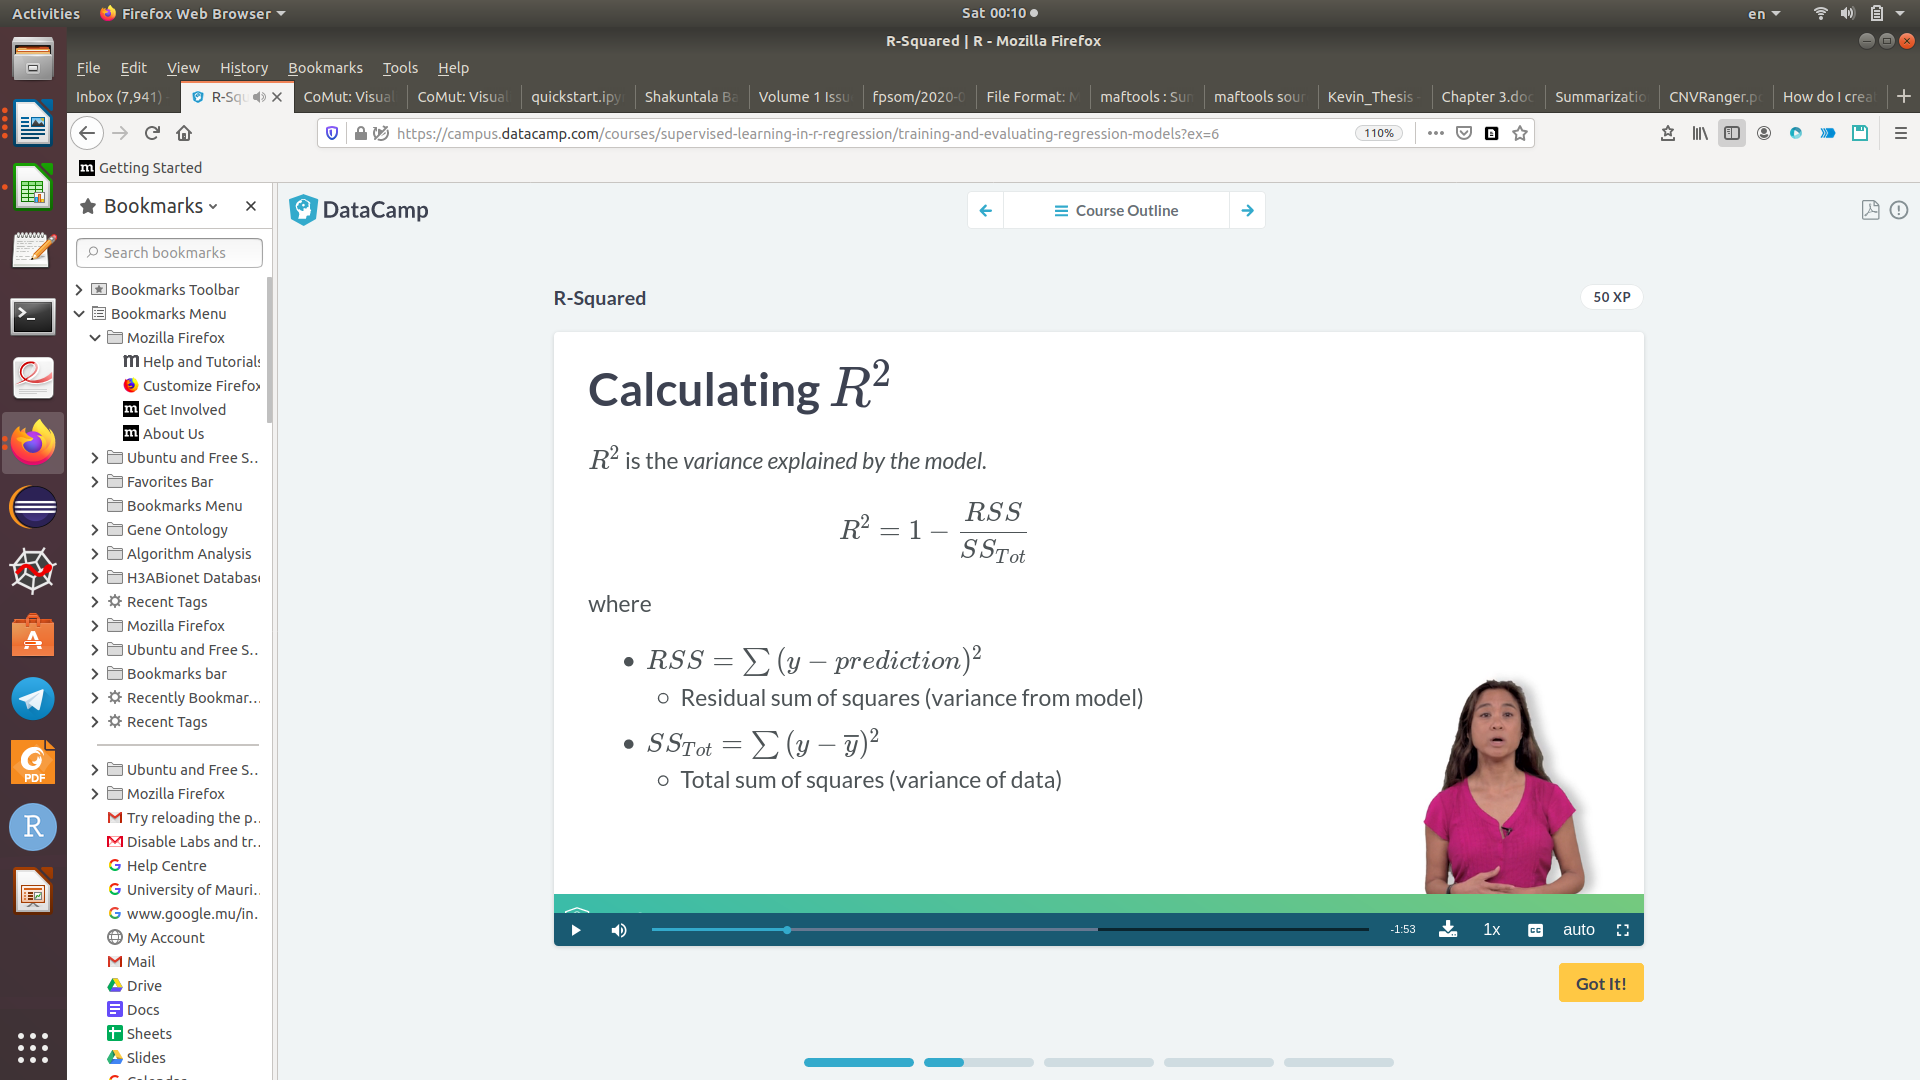 Activities
Firefox Web Browser
Sat 00:10
en
R-Squared | R - Mozilla Firefox
File Edit View History Bookmarks Tools Help
Inbox (7,941)
R-Squ
CoMut: Visual
CoMut: Visual
quickstart.ipy
Shakuntala Ba
Volume 1 Issu
fpsom/2020-0
File Format: M
maftools : Sum
maftools sour
Kevin_Thesis
Chapter 3.doc
Summarizatio
CNVRanger.p
How do I crea
https://campus.datacamp.com/courses/supervised-learning-in-r-regression/training-and-evaluating-regression-models?ex=6
110%
Getting Started
Bookmarks
Search bookmarks
Bookmarks Toolbar
Bookmarks Menu
Mozilla Firefox
Help and Tutorials
Customize Firefox
Get Involved
About Us
Ubuntu and Free S...
Favorites Bar
Bookmarks Menu
Gene Ontology
Algorithm Analysis
H3ABionet Database
Recent Tags
Mozilla Firefox
Ubuntu and Free S...
Bookmarks bar
Recently Bookmar...
Recent Tags
Ubuntu and Free S...
Mozilla Firefox
Try reloading the p...
Disable Labs and tr...
Help Centre
University of Mauri...
www.google.mu/in...
My Account
Mail
Drive
Docs
Sheets
Slides
DataCamp
Course Outline
R-Squared
50 XP
Calculating R²
R² is the variance explained by the model.
R² = 1 − RSS / SS_Tot
where
• RSS = ∑ (y − prediction)²
○ Residual sum of squares (variance from model)
• SS_Tot = ∑ (y − y̅)²
○ Total sum of squares (variance of data)
-1:53
1x
auto
Got It!